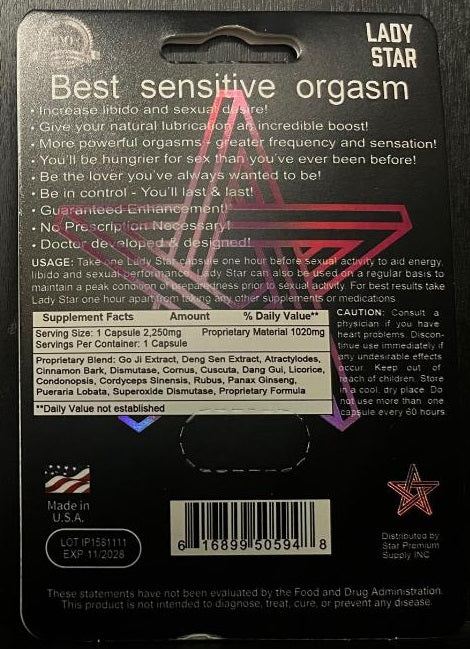 LADY
STAR
Best sensitive orgasm
• Increase libido and sexual desire!
• Give your natural lubrication an incredible boost!
• More powerful orgasms - greater frequency and sensation!
• You'll be hungrier for sex than you've ever been before!
• Be the lover you've always wanted to be!
• Be in control - You'll last & last!
• Guaranteed Enhancement!
• No Prescription Necessary!
• Doctor developed & designed!
USAGE: Take one Lady Star capsule one hour before sexual activity to aid energy,
libido and sexual performance. Lady Star can also be used on a regular basis to
maintain a peak condition of preparedness prior to sexual activity. For best results take
Lady Star one hour apart from taking any supplements or medications
Supplement Facts Amount % Daily Value**
Serving Size: 1 Capsule 2,250mg Proprietary Material 1020mg
Servings Per Container: 1 Capsule
Proprietary Blend: Go Ji Extract, Deng Sen Extract, Atractylodes,
Cinnamon Bark, Dismutase, Cornus, Cuscuta, Dang Gui, Licorice,
Condonopsis, Cordyceps Sinensis, Rubus, Panax Ginseng,
Pueraria Lobata, Superoxide Dismutase, Proprietary Formula
**Daily Value not established
CAUTION: Consult a
physician if you have
heart problems. Discon-
tinue use immediately if
any undesirable effects
occur. Keep out of
reach of children. Store
in a cool, dry place. Do
not use more than one
capsule every 60 hours
Made in
U.S.A.
LOT IP1581111
EXP 11/2028
6 16899 50594 8
Distributed by
Star Premium
Supply INC
These statements have not been evaluated by the Food and Drug Administration.
This product is not intended to diagnose, treat, cure, or prevent any disease.